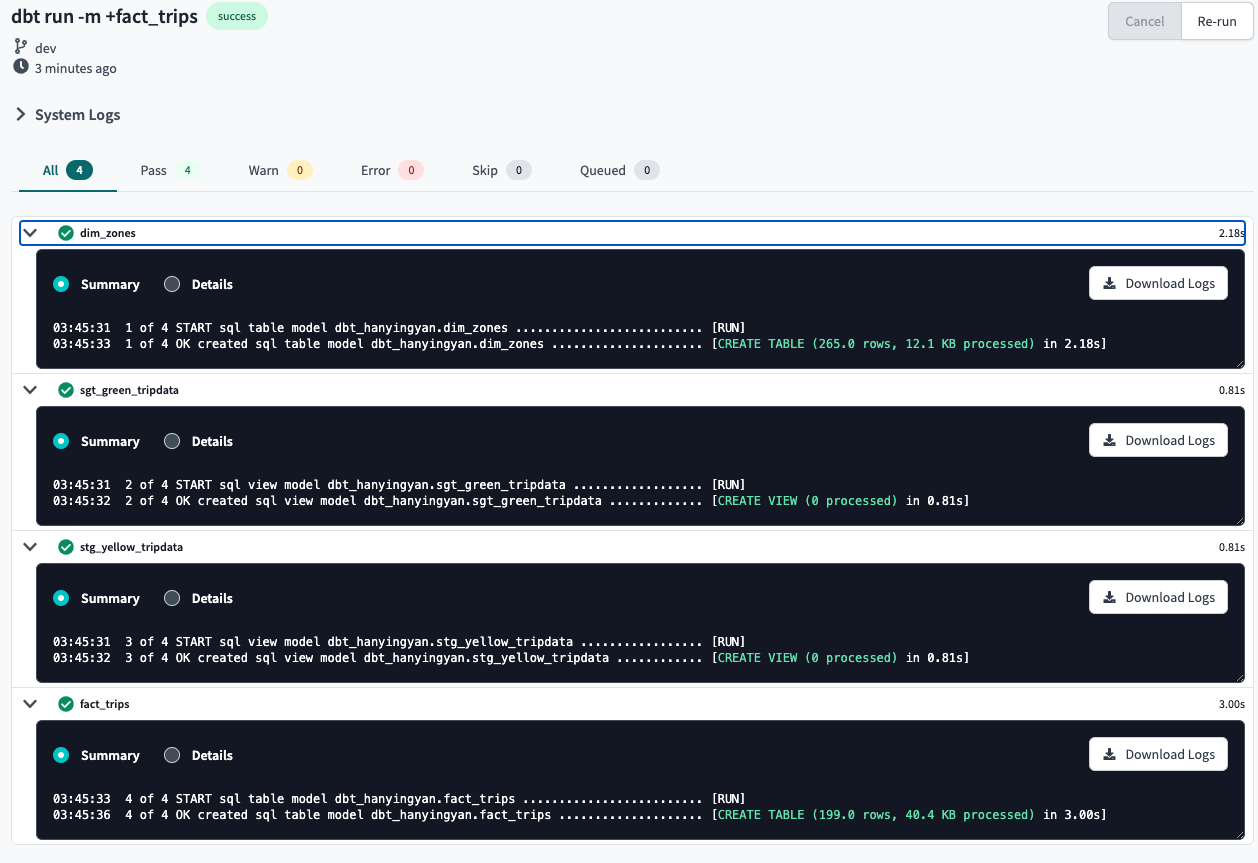 dbt run -m +fact_trips success
Cancel Re-run
dev
3 minutes ago
System Logs
All 4 Pass 4 Warn 0 Error 0 Skip 0 Queued 0
dim_zones 2.18s
Summary Details Download Logs
03:45:31 1 of 4 START sql table model dbt_hanyingyan.dim_zones .......................... [RUN]
03:45:33 1 of 4 OK created sql table model dbt_hanyingyan.dim_zones ..................... [CREATE TABLE (265.0 rows, 12.1 KB processed) in 2.18s]
sgt_green_tripdata 0.81s
Summary Details Download Logs
03:45:31 2 of 4 START sql view model dbt_hanyingyan.sgt_green_tripdata .................. [RUN]
03:45:32 2 of 4 OK created sql view model dbt_hanyingyan.sgt_green_tripdata ............. [CREATE VIEW (0 processed) in 0.81s]
stg_yellow_tripdata 0.81s
Summary Details Download Logs
03:45:31 3 of 4 START sql view model dbt_hanyingyan.stg_yellow_tripdata ................. [RUN]
03:45:32 3 of 4 OK created sql view model dbt_hanyingyan.stg_yellow_tripdata ............ [CREATE VIEW (0 processed) in 0.81s]
fact_trips 3.00s
Summary Details Download Logs
03:45:33 4 of 4 START sql table model dbt_hanyingyan.fact_trips ......................... [RUN]
03:45:36 4 of 4 OK created sql table model dbt_hanyingyan.fact_trips .................... [CREATE TABLE (199.0 rows, 40.4 KB processed) in 3.00s]